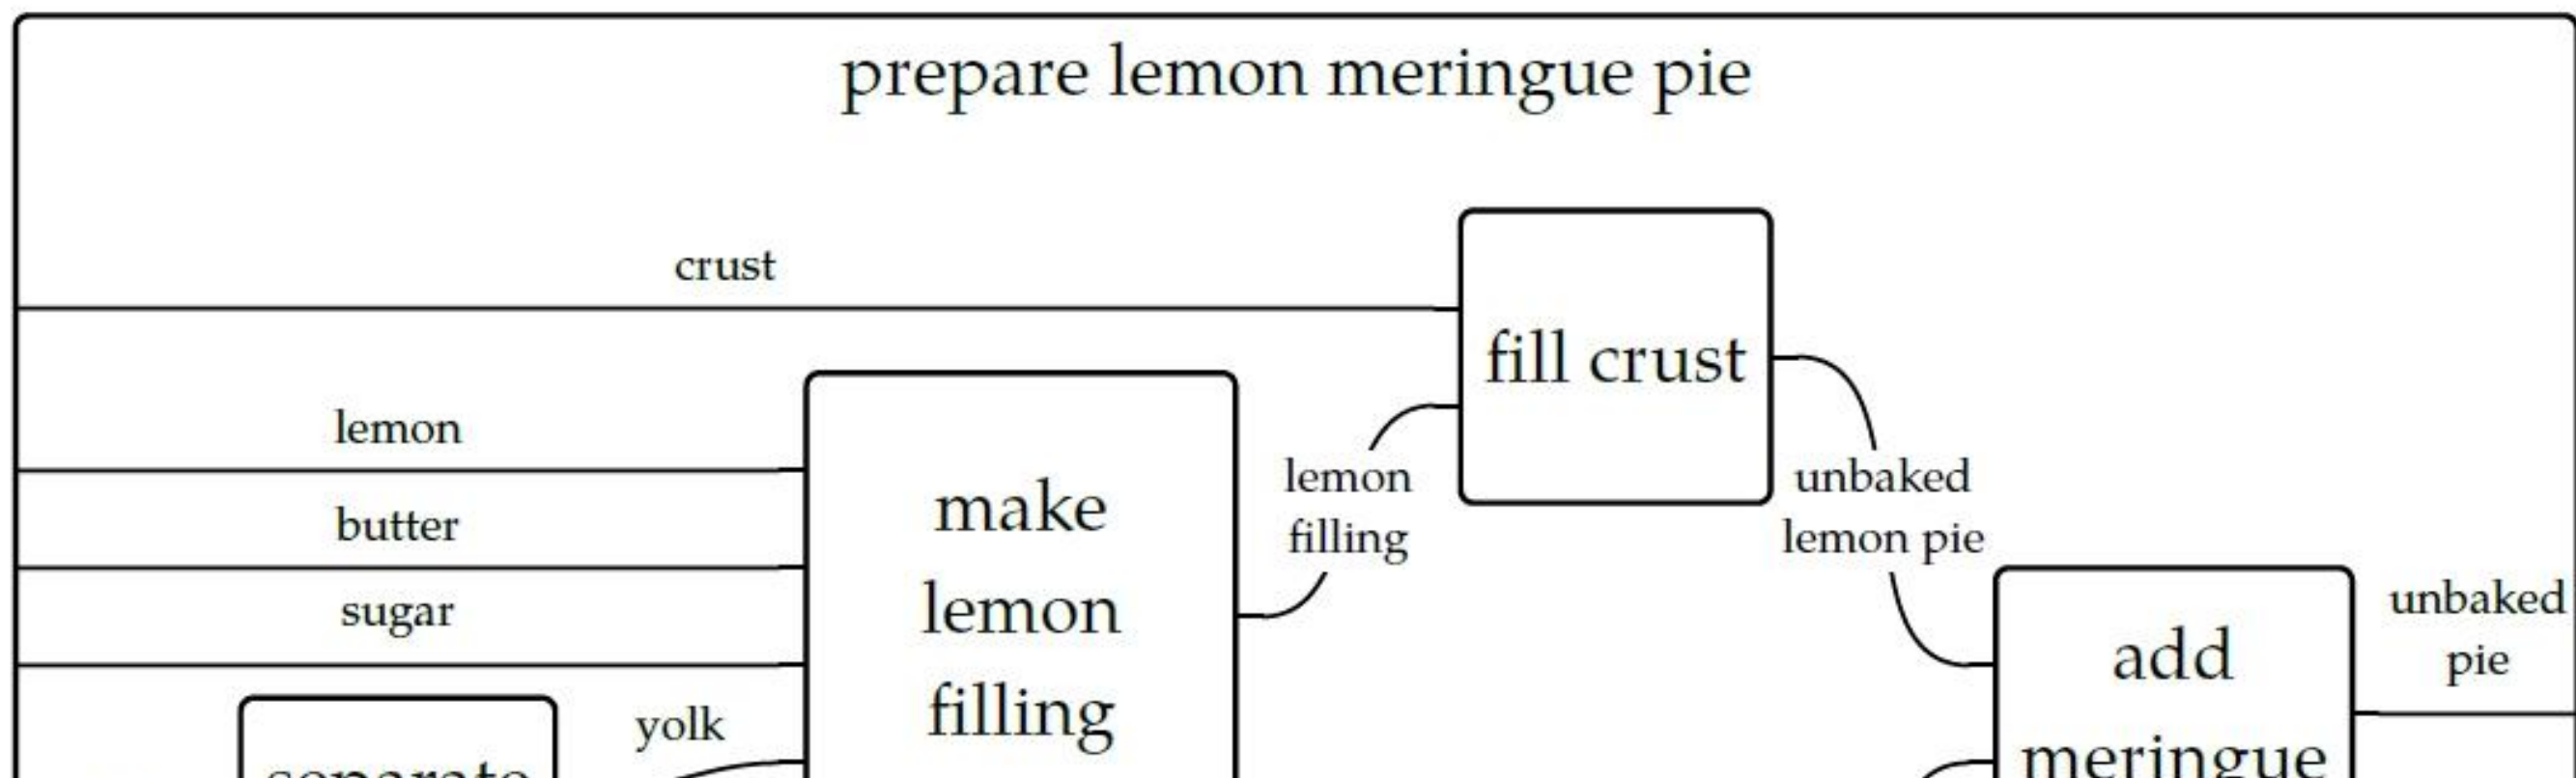 prepare lemon meringue pie
crust
fill crust
lemon
butter
sugar
make
lemon
filling
lemon
filling
unbaked
lemon pie
yolk
separate
add
meringue
unbaked
pie